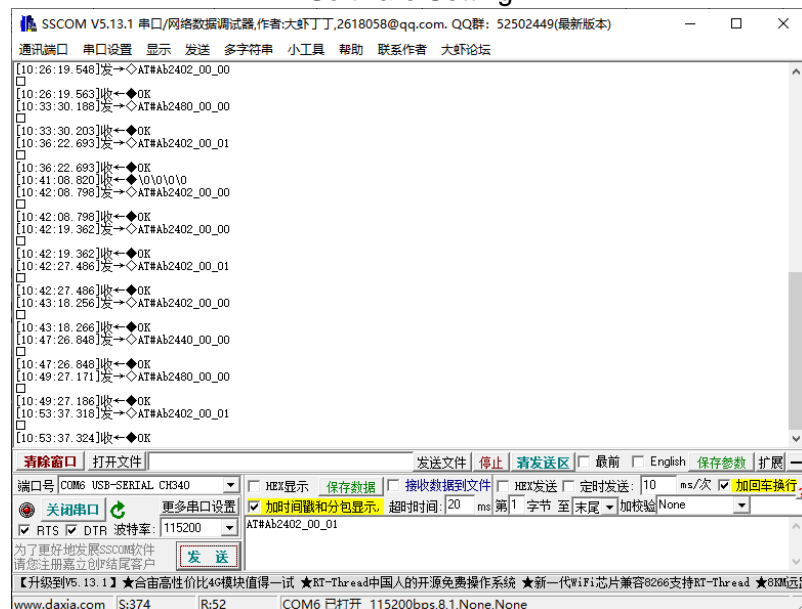 Software Setting
SSCOM V5.13.1 串口/网络数据调试器,作者:大虾丁丁,2618058@qq.com. QQ群: 52502449(最新版本)
通讯端口 串口设置 显示 发送 多字符串 小工具 帮助 联系作者 大虾论坛
[10:26:19.548]发→◇AT#Ab2402_00_00
□
[10:26:19.563]收←◆OK
[10:33:30.188]发→◇AT#Ab2480_00_00
□
[10:33:30.203]收←◆OK
[10:36:22.693]发→◇AT#Ab2402_00_01
□
[10:36:22.693]收←◆OK
[10:41:08.820]收←◆\0\0\0\0
[10:42:08.798]发→◇AT#Ab2402_00_00
□
[10:42:08.798]收←◆OK
[10:42:19.362]发→◇AT#Ab2402_00_00
□
[10:42:19.362]收←◆OK
[10:42:27.486]发→◇AT#Ab2402_00_01
□
[10:42:27.486]收←◆OK
[10:43:18.256]发→◇AT#Ab2402_00_00
□
[10:43:18.266]收←◆OK
[10:47:26.848]发→◇AT#Ab2440_00_00
□
[10:47:26.848]收←◆OK
[10:49:27.171]发→◇AT#Ab2480_00_00
□
[10:49:27.186]收←◆OK
[10:53:37.318]发→◇AT#Ab2402_00_01
□
[10:53:37.324]收←◆OK
清除窗口 打开文件 发送文件 停止 清发送区 最前 English 保存参数 扩展 —
端口号 COM6 USB-SERIAL CH340 HEX显示 保存数据 接收数据到文件 HEX发送 定时发送: 10 ms/次 加回车换行
关闭串口 更多串口设置 加时间戳和分包显示, 超时时间: 20 ms 第1 字节 至 末尾 加校验 None
RTS DTR 波特率: 115200 AT#Ab2402_00_01
为了更好地发展SSCOM软件
请您注册嘉立创F结尾客户
发 送
【升级到V5.13.1】★合宙高性价比4G模块值得一试 ★RT-Thread中国人的开源免费操作系统 ★新一代WiFi芯片兼容8266支持RT-Thread ★8KM远
www.daxia.com S:374 R:52 COM6 已打开 115200bps,8,1,None,None